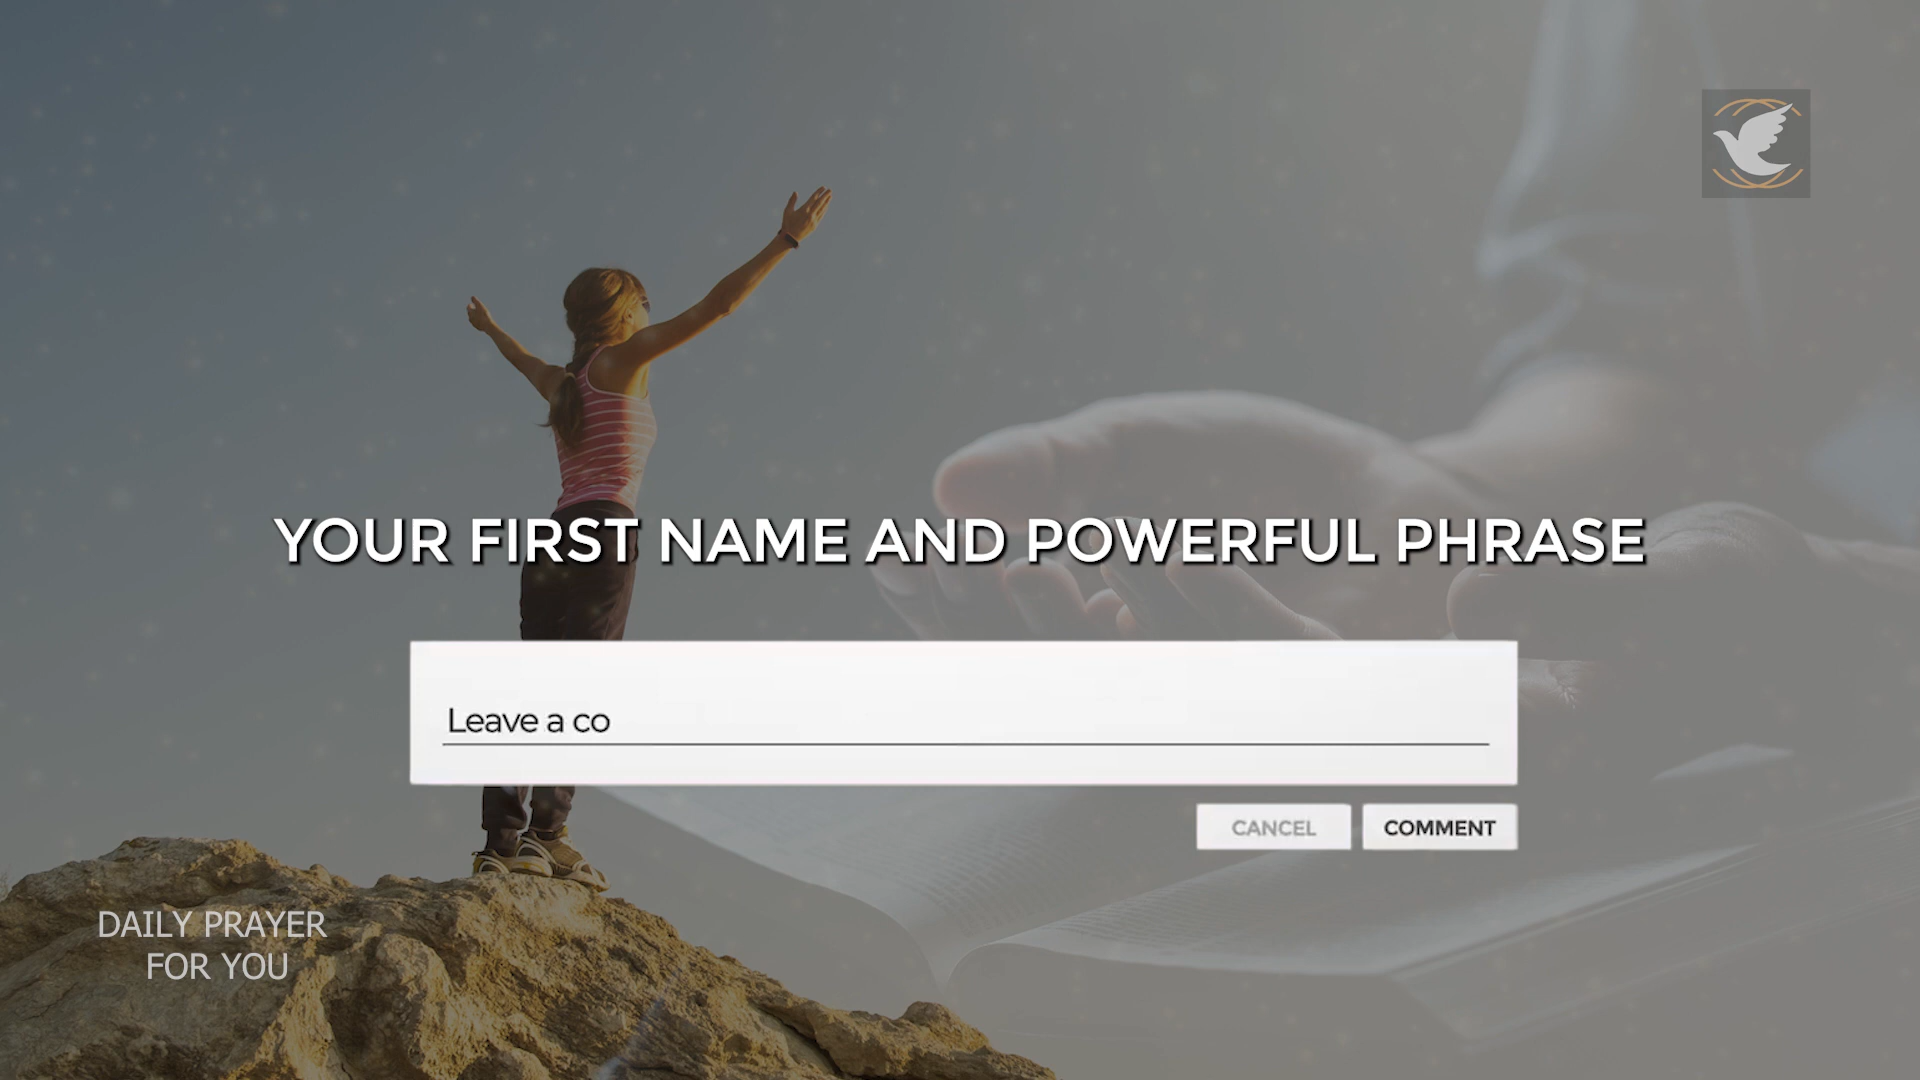 YOUR FIRST NAME AND POWERFUL PHRASE
Leave a co
CANCEL
COMMENT
DAILY PRAYER
FOR YOU